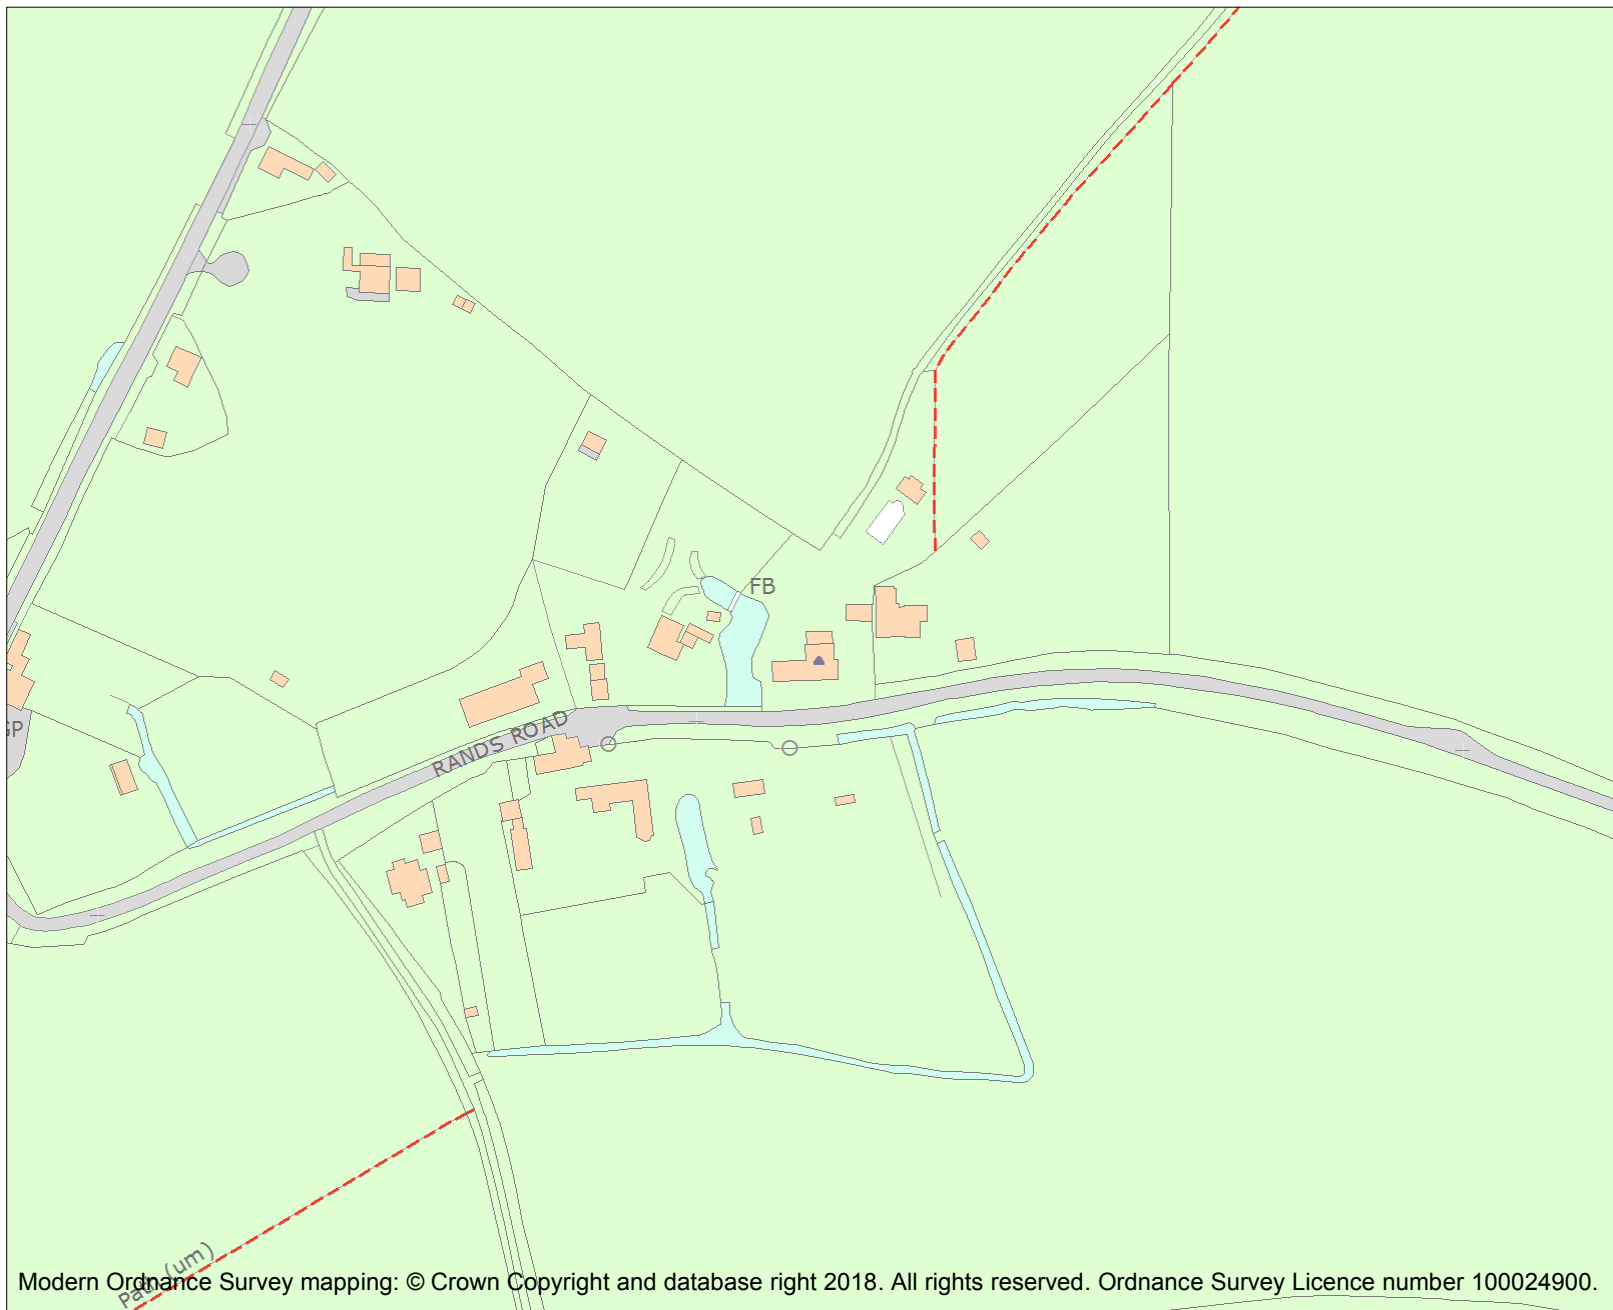 FB
GP
RANDS ROAD
Path (um)
Modern Ordnance Survey mapping: © Crown Copyright and database right 2018. All rights reserved. Ordnance Survey Licence number 100024900.